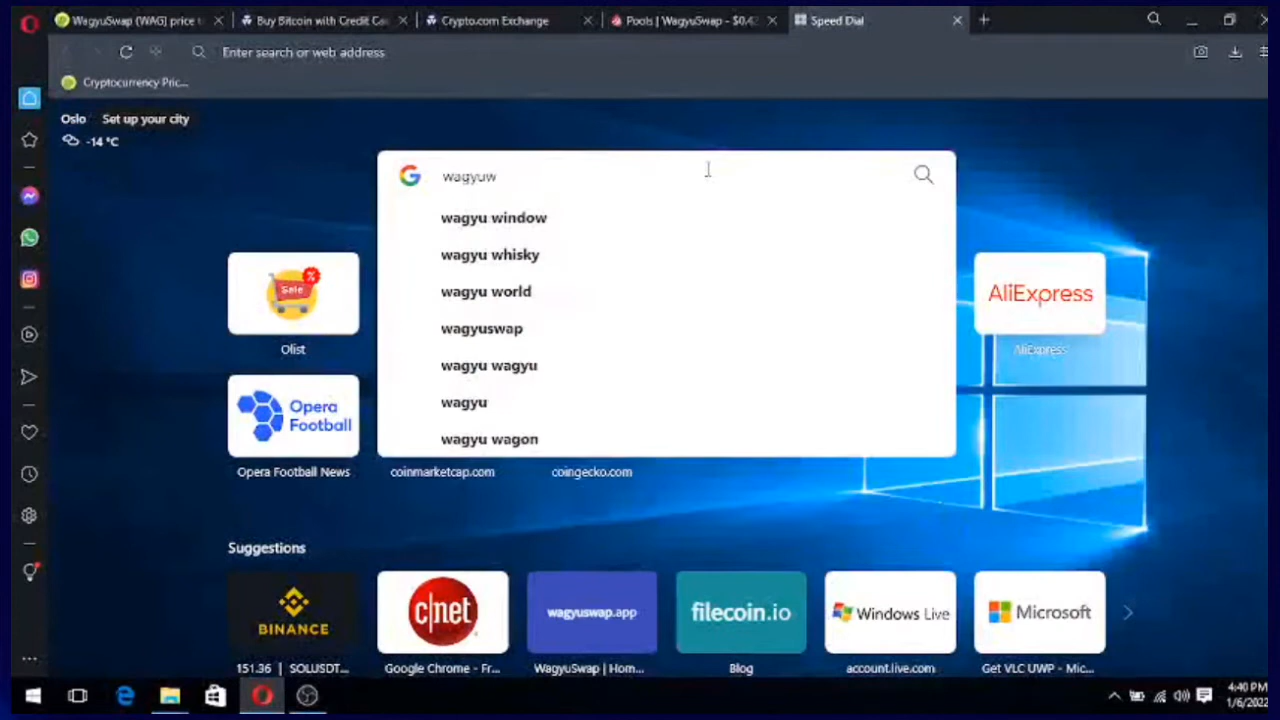 WagyuSwap (WAG) price t
Buy Bitcoin with Credit Ca
Crypto.com Exchange
Pools | WagyuSwap - $0.4
Speed Dial
Enter search or web address
Cryptocurrency Pric...
Oslo Set up your city
-14 °C
wagyuw
wagyu window
wagyu whisky
wagyu world
wagyuswap
wagyu wagyu
wagyu
wagyu wagon
Sale %
AliExpress
Olist
AliExpress
Opera
Football
Opera Football News
coinmarketcap.com
coingecko.com
Suggestions
BINANCE
c|net
wagyuswap.app
filecoin.io
Windows Live
Microsoft
151.36 | SOLUSDT...
Google Chrome - Fr...
WagyuSwap | Hom...
Blog
account.live.com
Get VLC UWP - Mic...
4:40 PM
1/6/2022